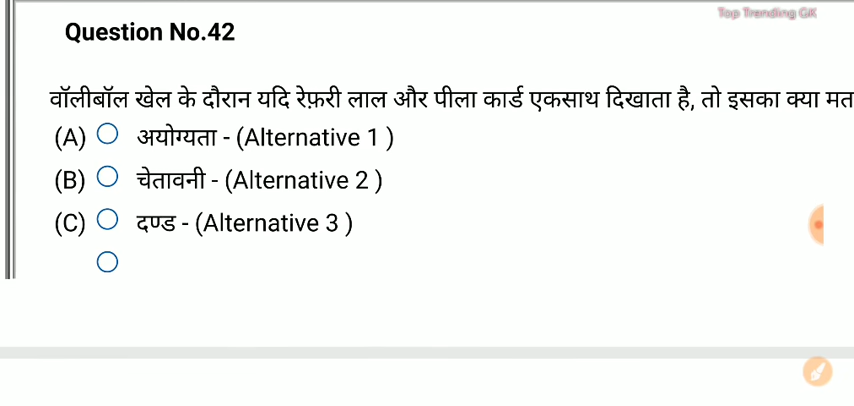 Top Trending GK
Question No.42
वॉलीबॉल खेल के दौरान यदि रेफ़री लाल और पीला कार्ड एकसाथ दिखाता है, तो इसका क्या मत
(A) अयोग्यता - (Alternative 1 )
(B) चेतावनी - (Alternative 2 )
(C) दण्ड - (Alternative 3 )